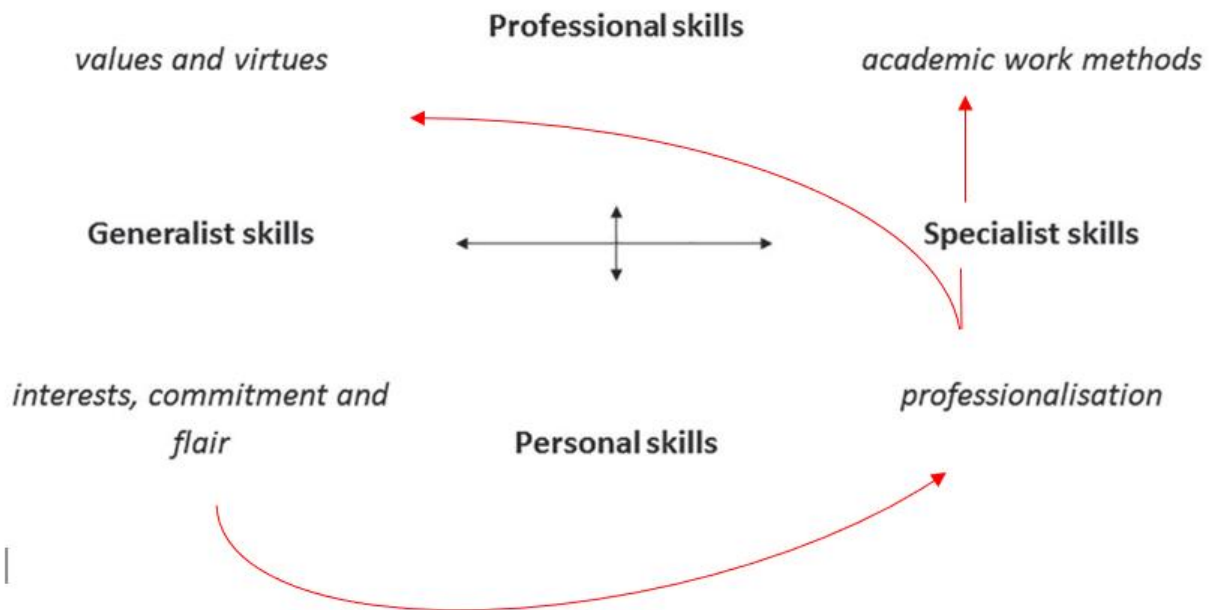 Professional skills
values and virtues
academic work methods
Generalist skills
Specialist skills
interests, commitment and
flair
professionalisation
Personal skills